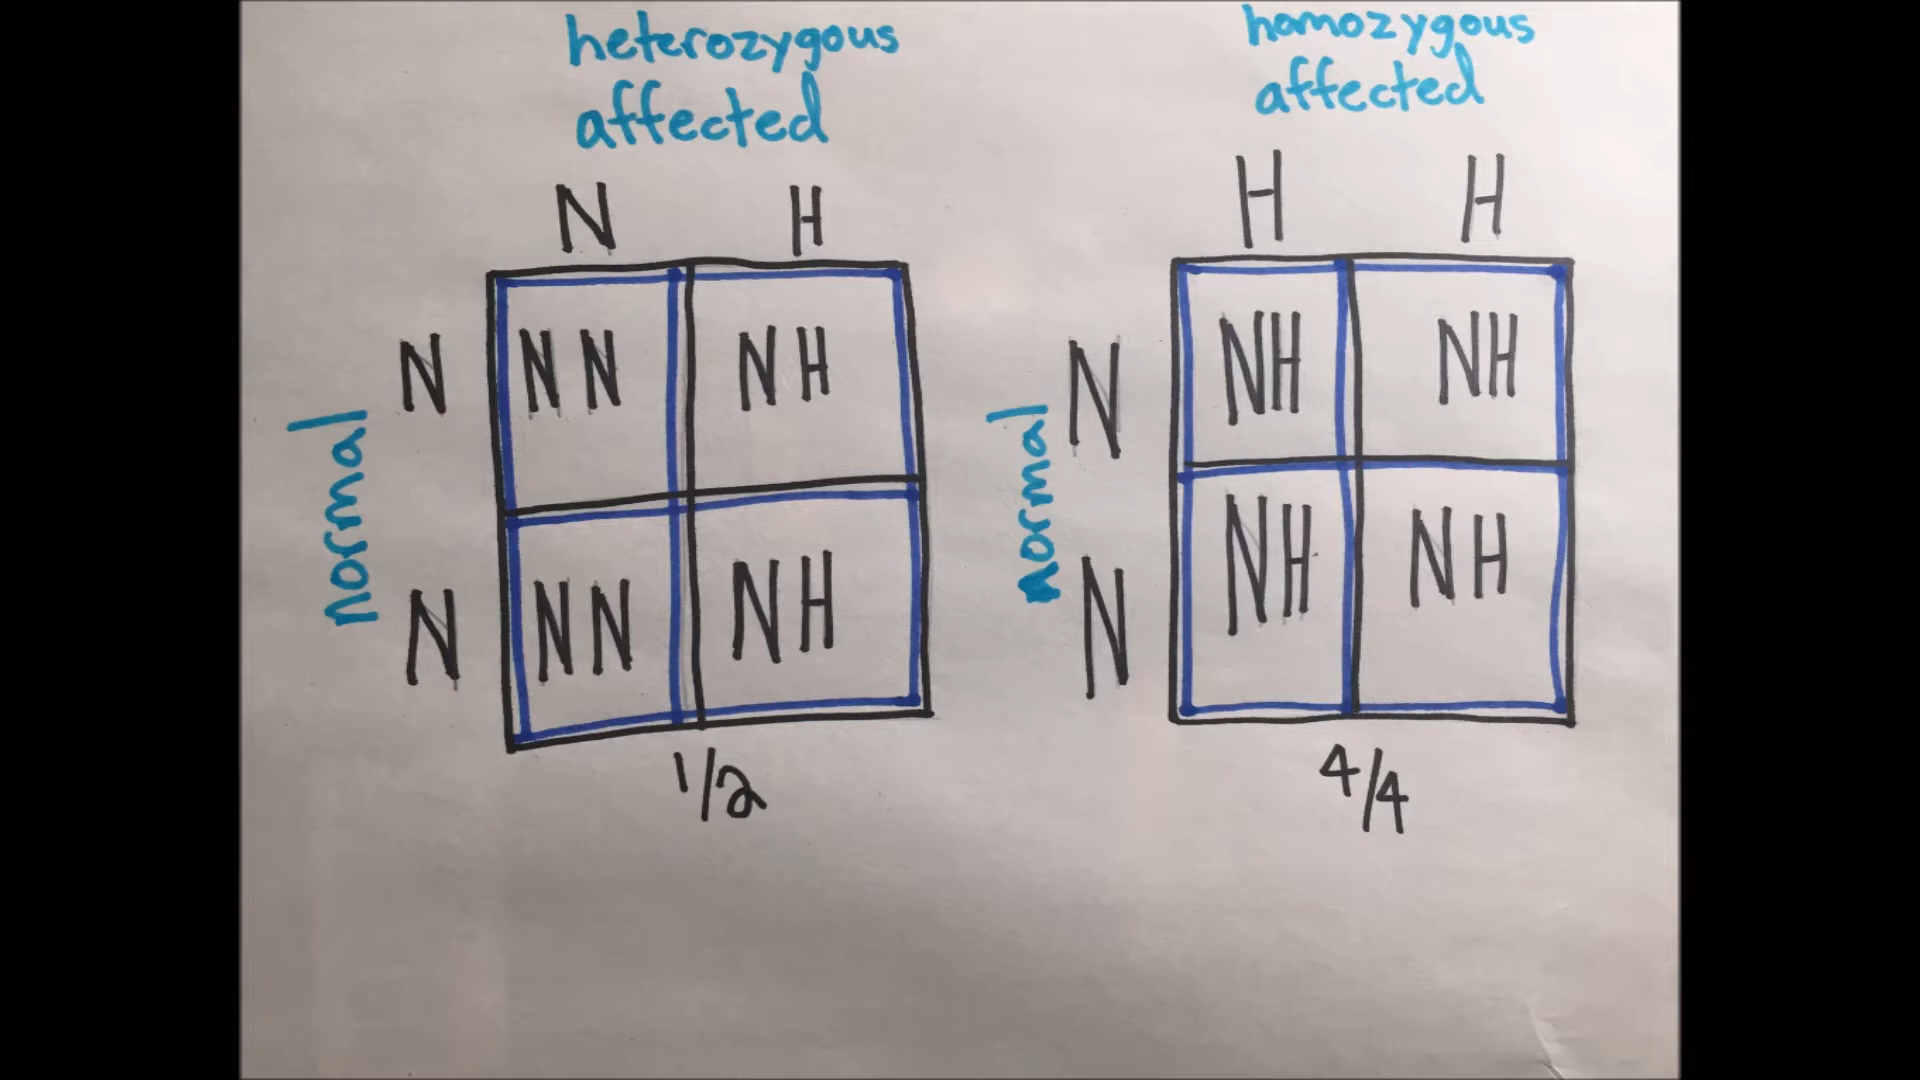 heterozygous
affected
N H
normal
N NN NH
N NN NH
1/2
homozygous
affected
H H
normal
N NH NH
N NH NH
4/4